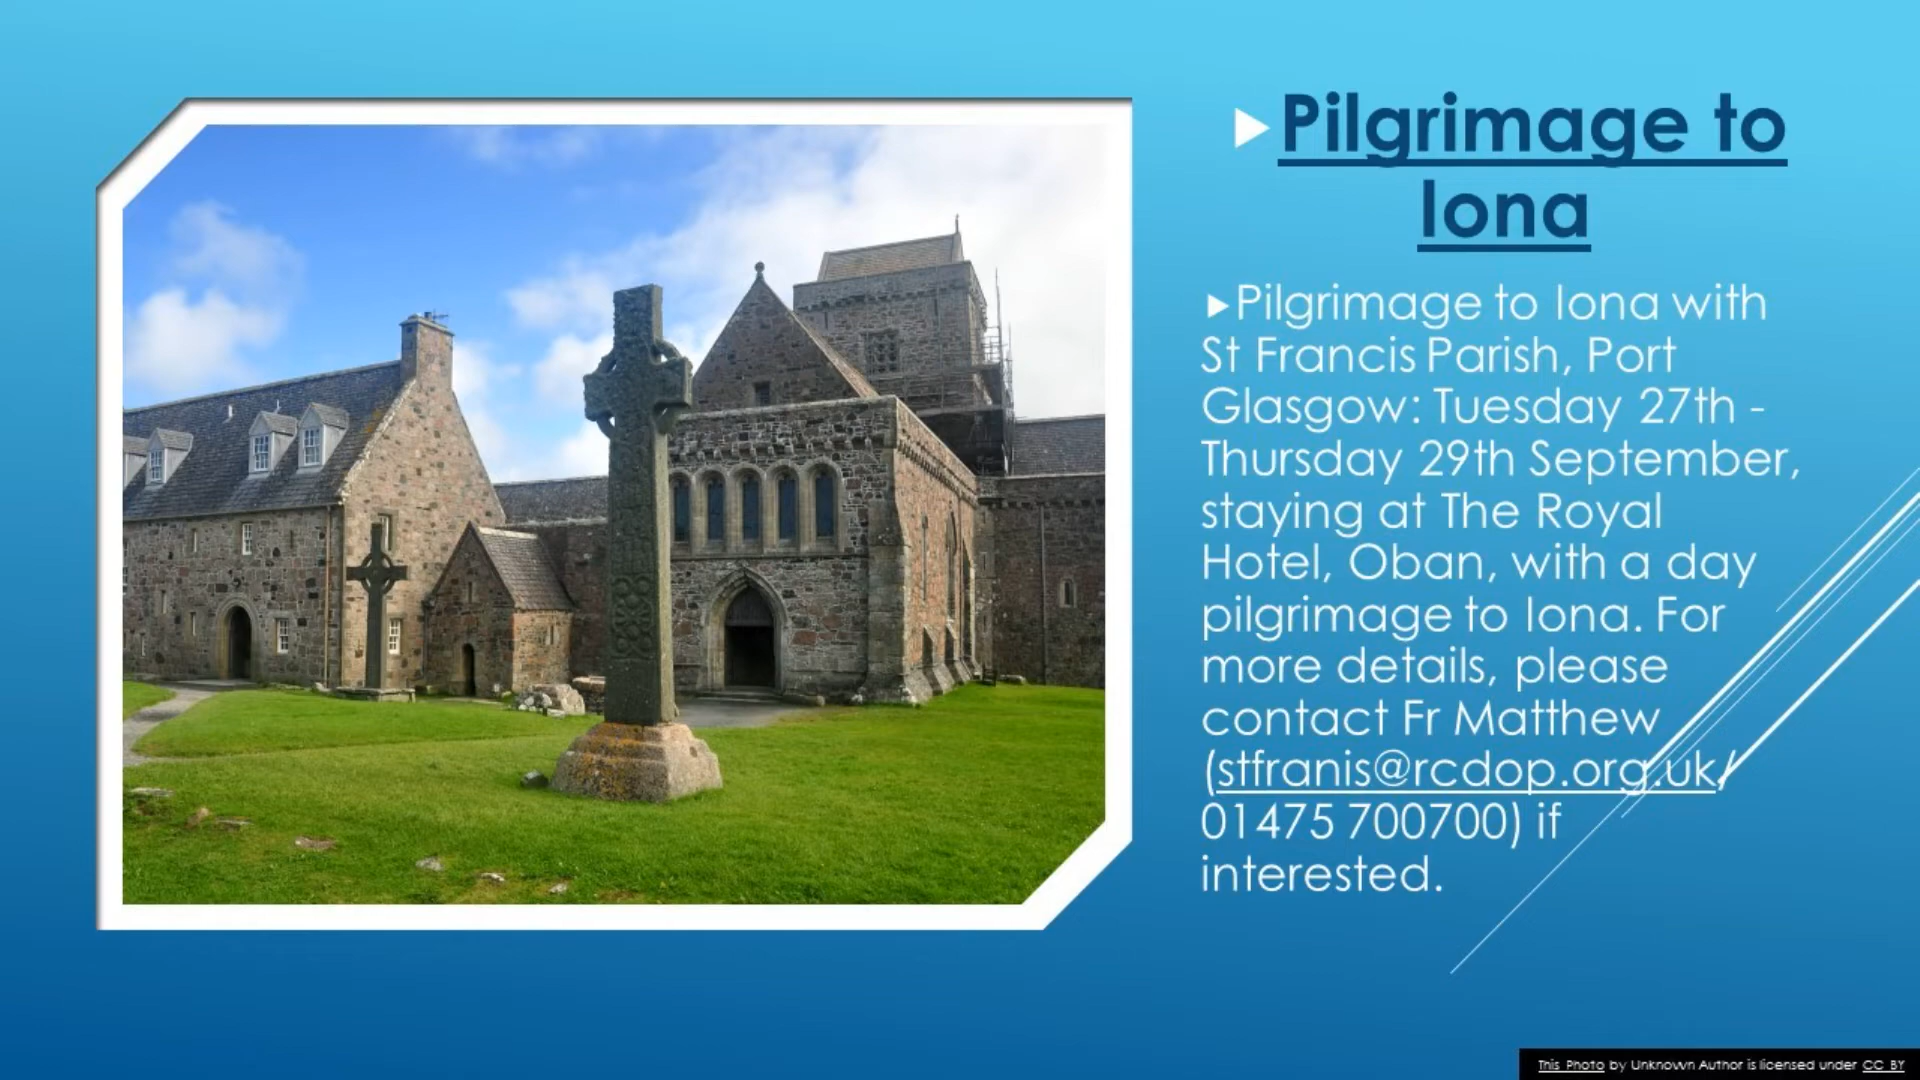 Pilgrimage to
Iona
Pilgrimage to Iona with
St Francis Parish, Port
Glasgow: Tuesday 27th -
Thursday 29th September,
staying at The Royal
Hotel, Oban, with a day
pilgrimage to Iona. For
more details, please
contact Fr Matthew
(stfranis@rcdop.org.uk/
01475 700700) if
interested.
This Photo by Unknown Author is licensed under CC BY